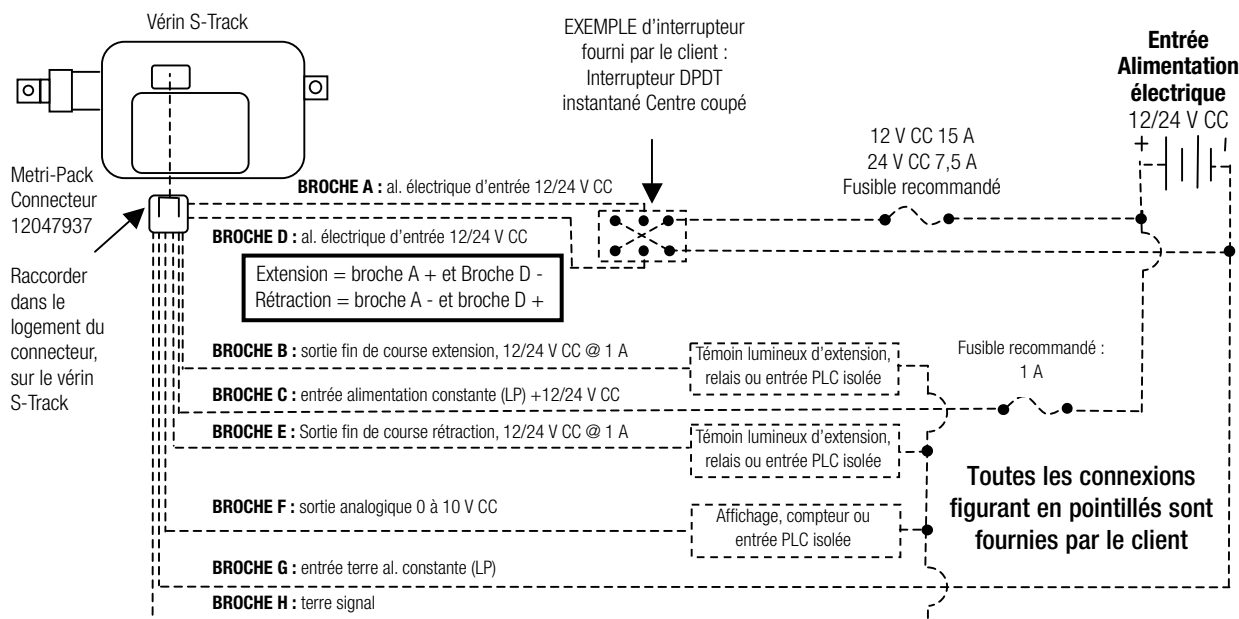 Vérin S-Track
EXEMPLE d'interrupteur
fourni par le client :
Interrupteur DPDT
instantané Centre coupé
Entrée
Alimentation
électrique
12/24 V CC
+
/
12 V CC 15 A
24 V CC 7,5 A
Fusible recommandé
Metri-Pack
Connecteur
12047937
Raccorder
dans le
logement du
connecteur,
sur le vérin
S-Track
BROCHE A : al. électrique d'entrée 12/24 V CC
BROCHE D : al. électrique d'entrée 12/24 V CC
Extension = broche A + et Broche D -
Rétraction = broche A - et broche D +
BROCHE B : sortie fin de course extension, 12/24 V CC @ 1 A
Témoin lumineux d'extension,
relais ou entrée PLC isolée
Fusible recommandé :
1 A
BROCHE C : entrée alimentation constante (LP) +12/24 V CC
BROCHE E : Sortie fin de course rétraction, 12/24 V CC @ 1 A
Témoin lumineux d'extension,
relais ou entrée PLC isolée
Toutes les connexions
figurant en pointillés sont
fournies par le client
BROCHE F : sortie analogique 0 à 10 V CC
Affichage, compteur ou
entrée PLC isolée
BROCHE G : entrée terre al. constante (LP)
BROCHE H : terre signal